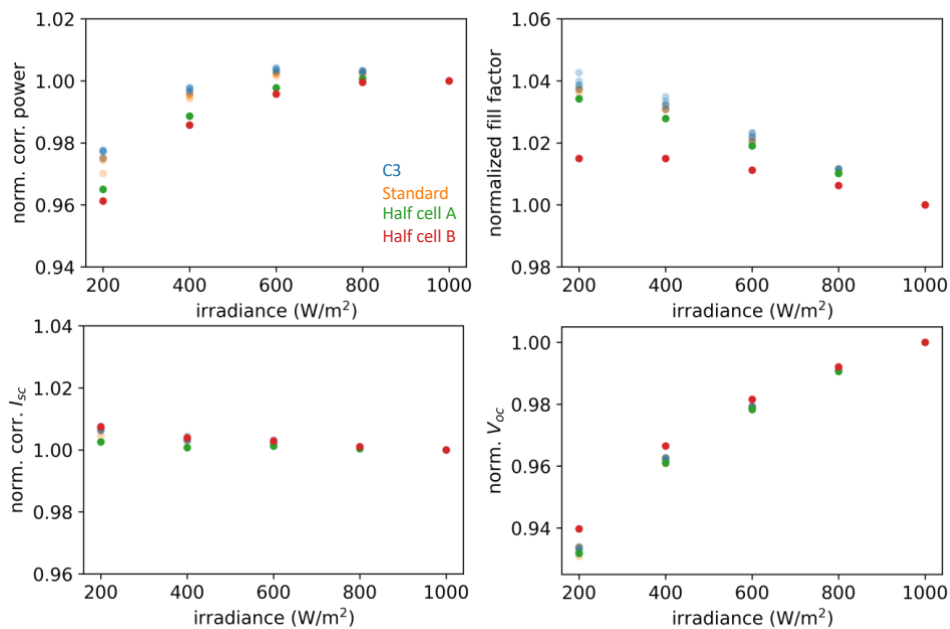 norm. corr. power
1.02
1.00
0.98
0.96
0.94
C3
Standard
Half cell A
Half cell B
200 400 600 800 1000
irradiance (W/m²)
normalized fill factor
1.06
1.04
1.02
1.00
0.98
200 400 600 800 1000
irradiance (W/m²)
norm. corr. Isc
1.04
1.02
1.00
0.98
0.96
200 400 600 800 1000
irradiance (W/m²)
norm. Voc
1.00
0.98
0.96
0.94
200 400 600 800 1000
irradiance (W/m²)